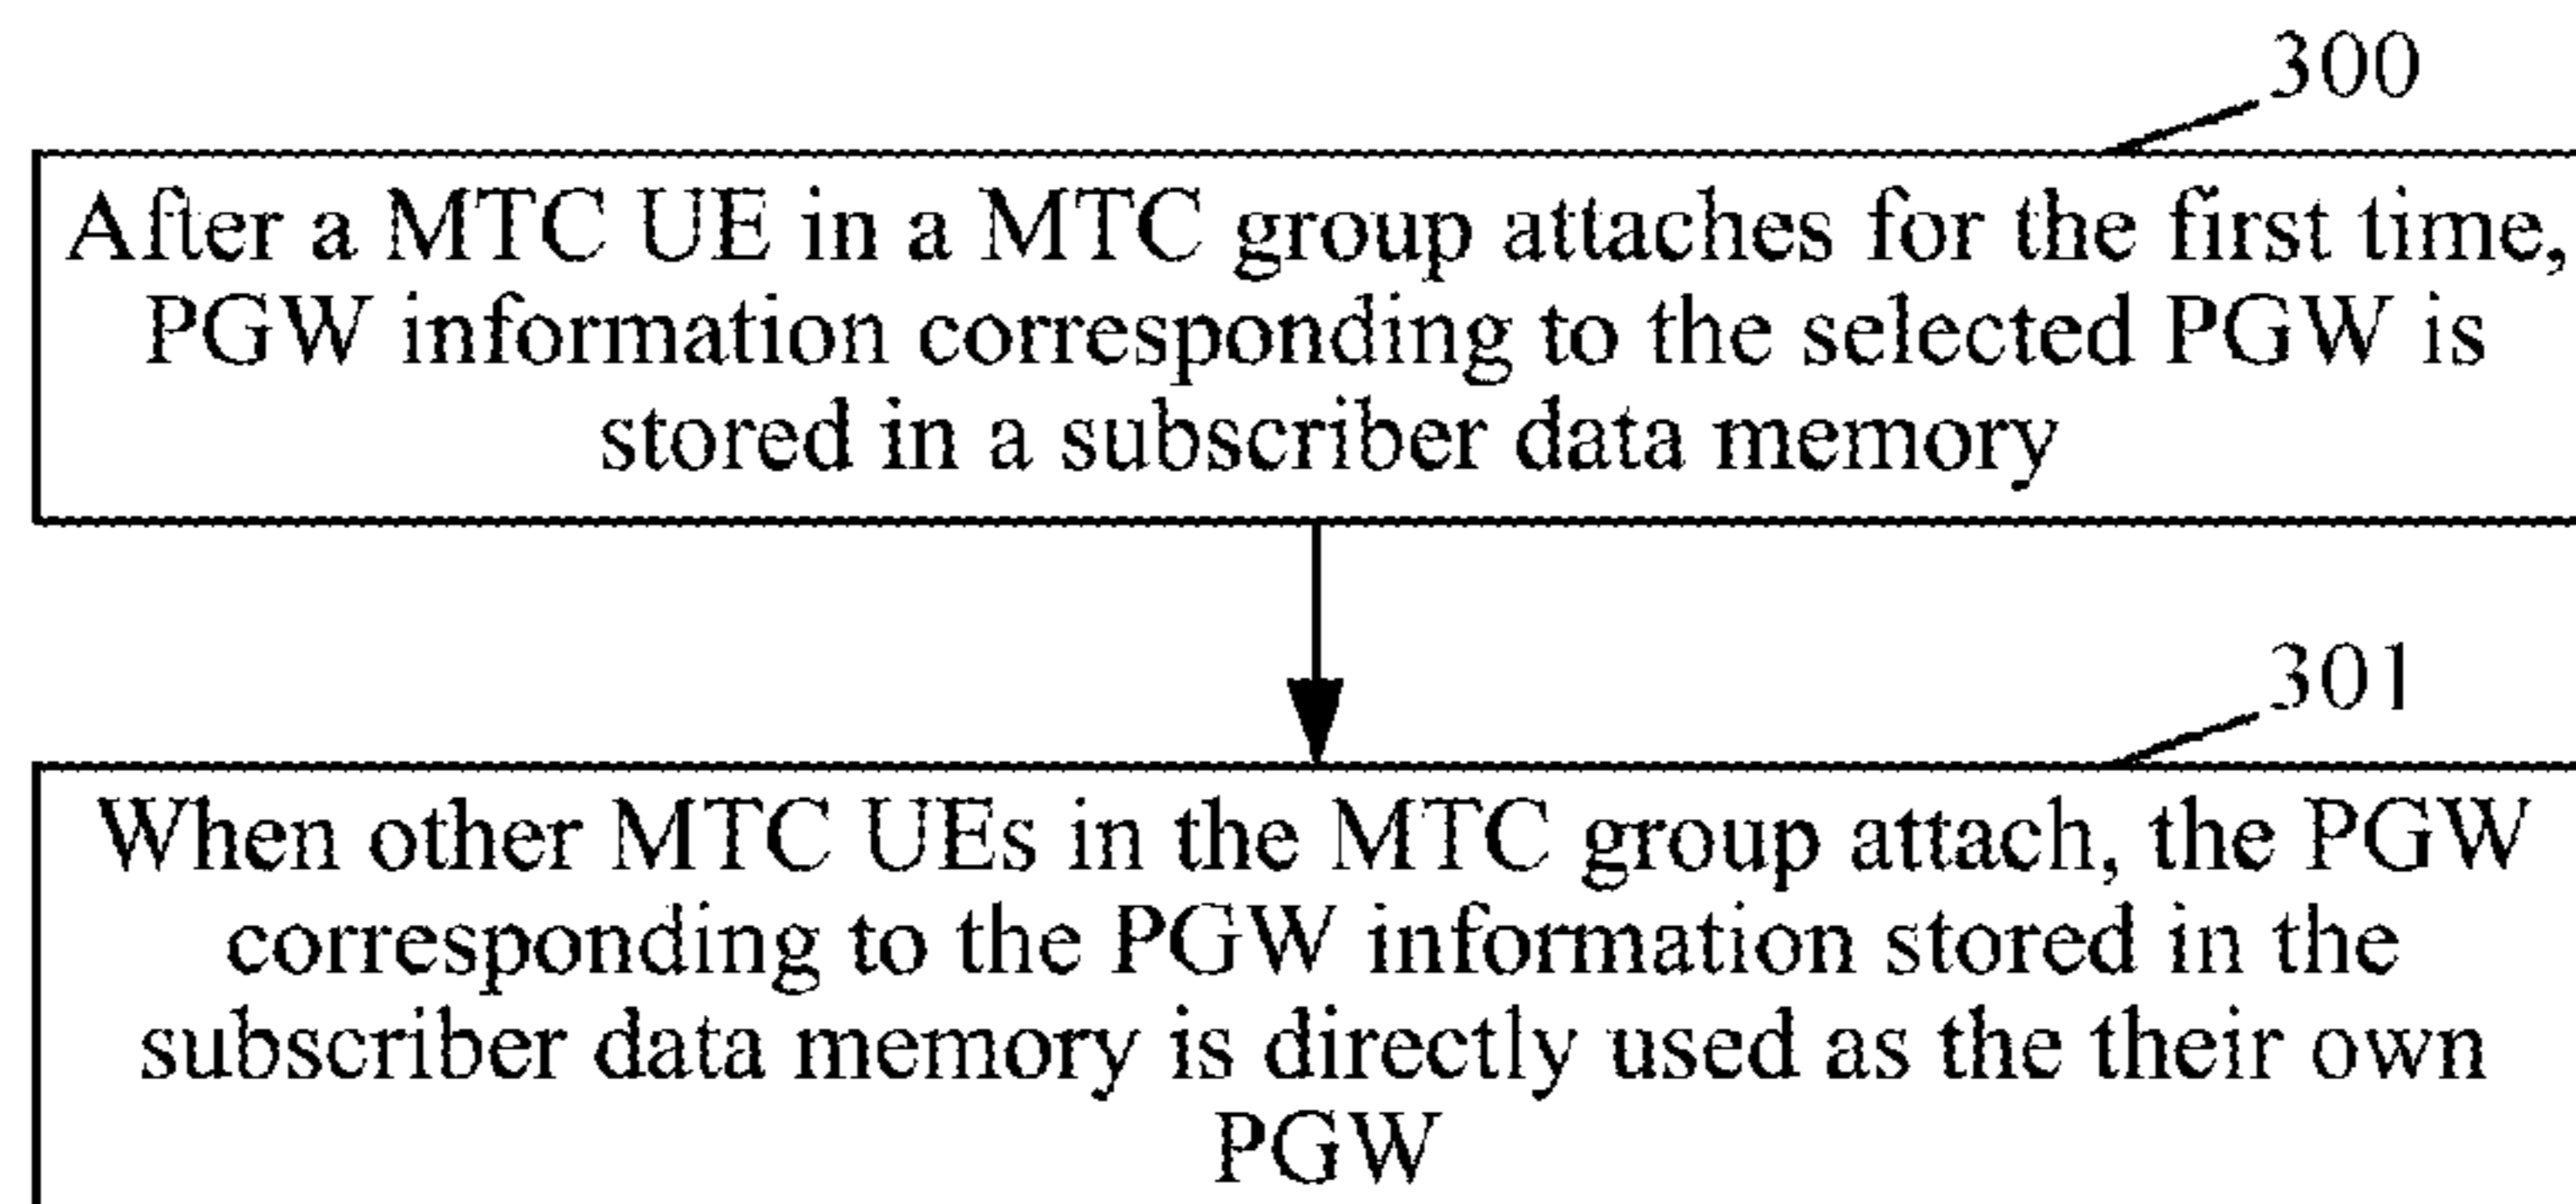 300
After a MTC UE in a MTC group attaches for the first time,
PGW information corresponding to the selected PGW is
stored in a subscriber data memory
301
When other MTC UEs in the MTC group attach, the PGW
corresponding to the PGW information stored in the
subscriber data memory is directly used as the their own
PGW